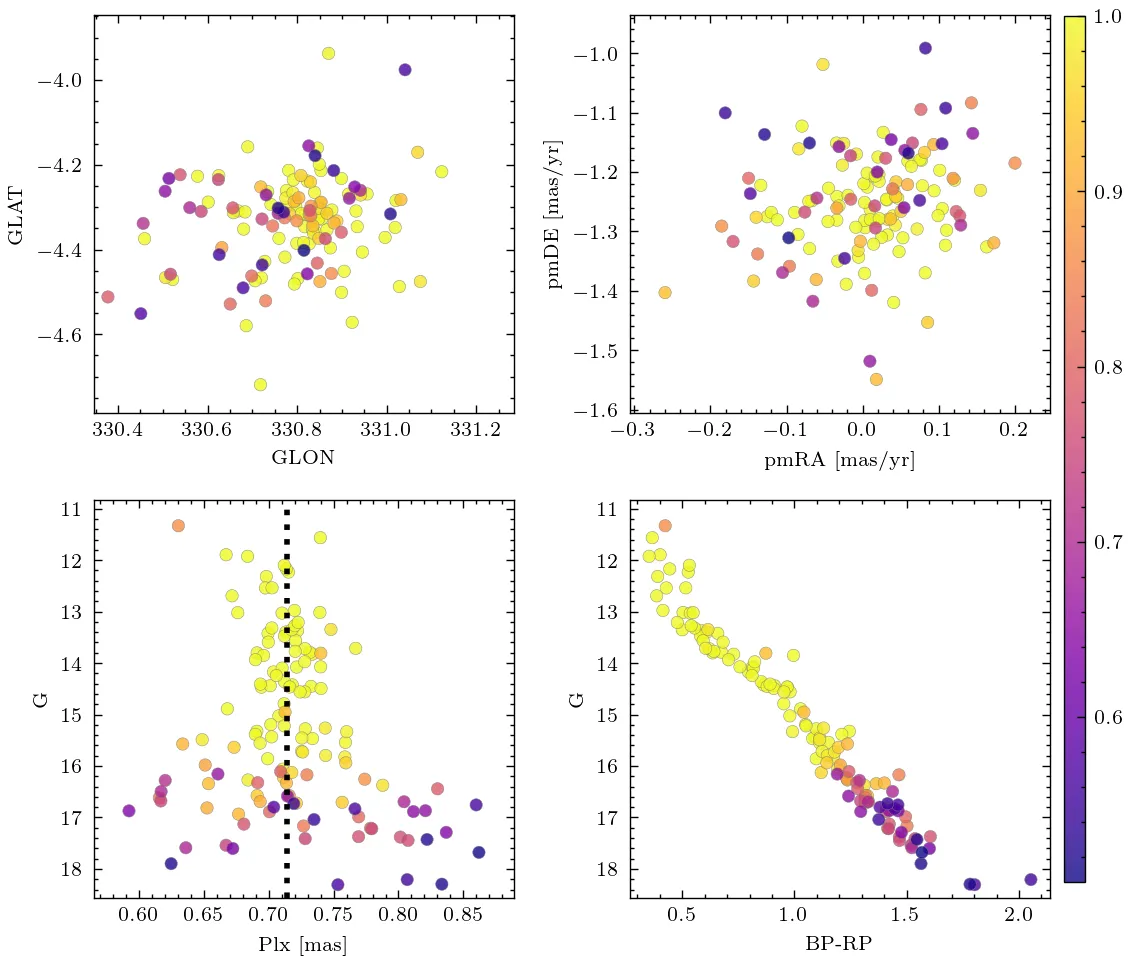 −4.0
−4.2
−4.4
−4.6
GLAT
330.4 330.6 330.8 331.0 331.2
GLON
−1.0
−1.1
−1.2
−1.3
−1.4
−1.5
−1.6
pmDE [mas/yr]
−0.3 −0.2 −0.1 0.0 0.1 0.2
pmRA [mas/yr]
1.0
0.9
0.8
0.7
0.6
11
12
13
14
15
16
17
18
G
0.60 0.65 0.70 0.75 0.80 0.85
Plx [mas]
11
12
13
14
15
16
17
18
G
0.5 1.0 1.5 2.0
BP-RP